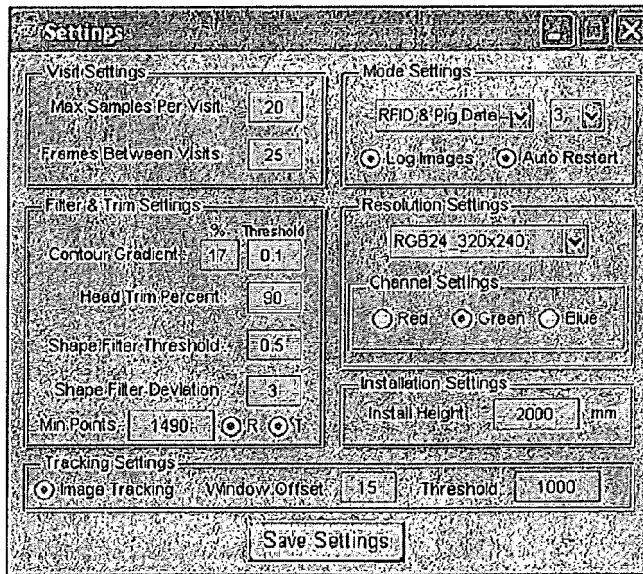 Settings
Visit Settings
Max Samples Per Visit 20
Frames Between Visits 25
Mode Settings
RFID & Pig Data 3
Log Images Auto Restart
Filter & Trim Settings
% Threshold
Contour Gradient 17 0.1
Head Trim Percent 90
Shape Filter Threshold 0.5
Shape Filter Deviation 3
Min Points 1490 R T
Resolution Settings
RGB24_320x240
Channel Settings
Red Green Blue
Installation Settings
Install Height 2000 mm
Tracking Settings
Image Tracking Window Offset 15 Threshold 1000
Save Settings